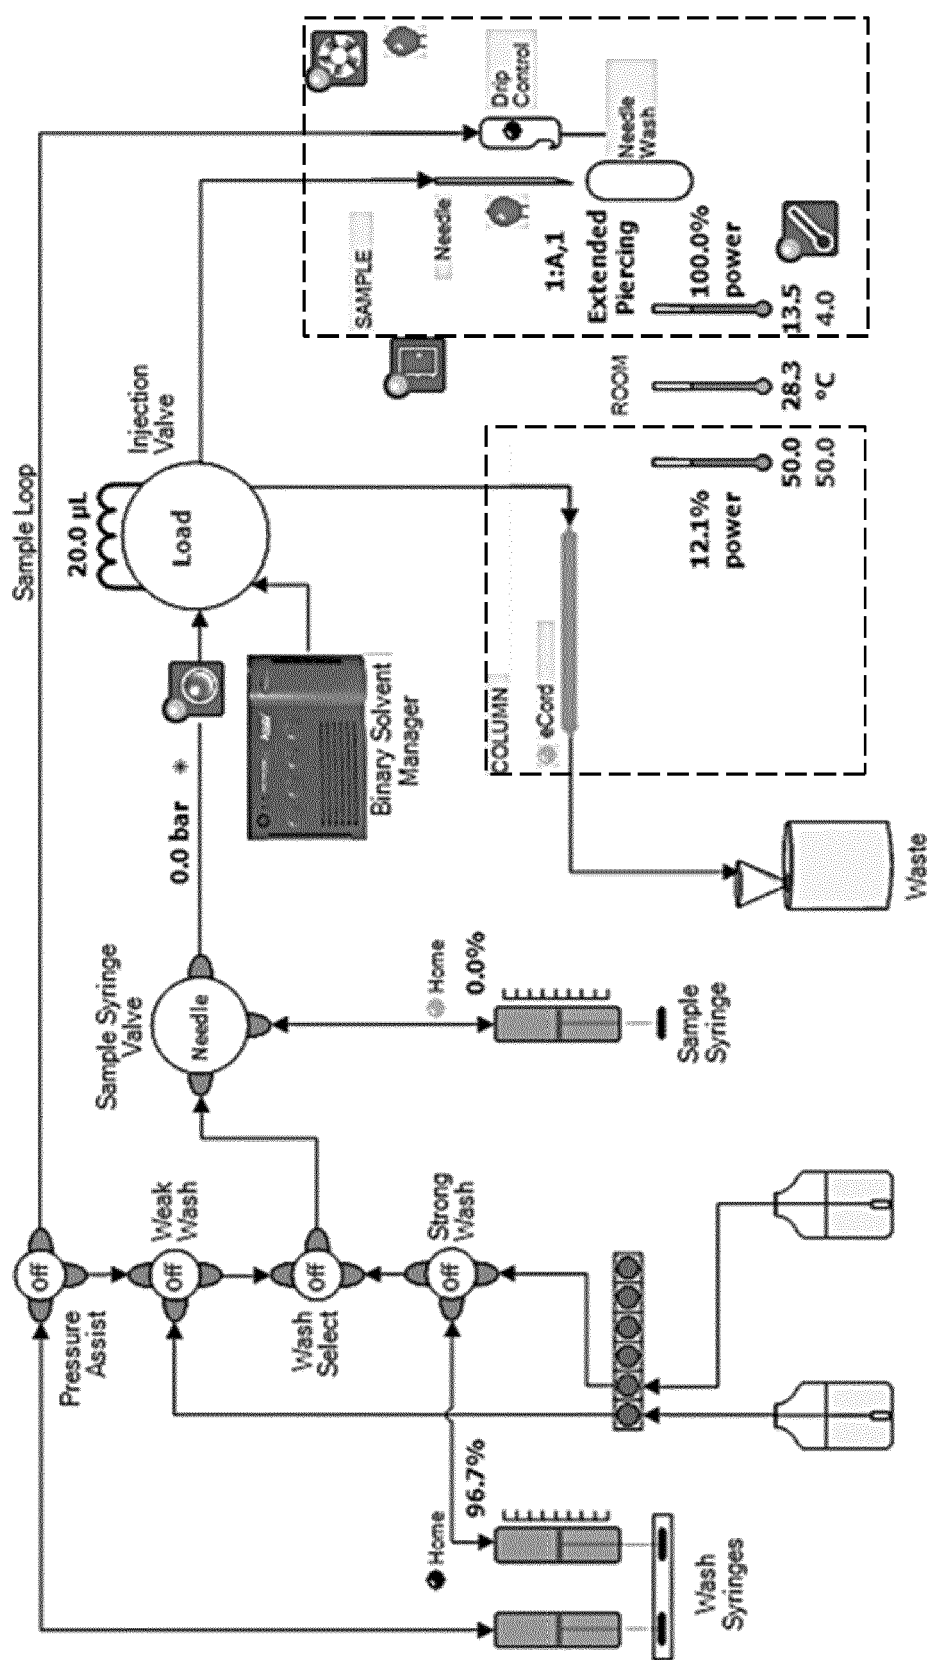 Sample Loop
off
Pressure
Assist
off
Weak
Wash
off
Wash
Select
off
Strong
Wash
Home
96.7%
Wash
Syringes
Sample Syringe
Valve
Needle
Home
0.0%
Sample
Syringe
0.0 bar *
20.0 µL
Load
Injection
Valve
Binary Solvent
Manager
Waste
COLUMN
eCord
12.1%
power
50.0
50.0
ROOM
28.3
°C
SAMPLE
Needle
Drip
Control
Needle
Wash
1:A,1
Extended
Piercing
100.0%
power
13.5
4.0